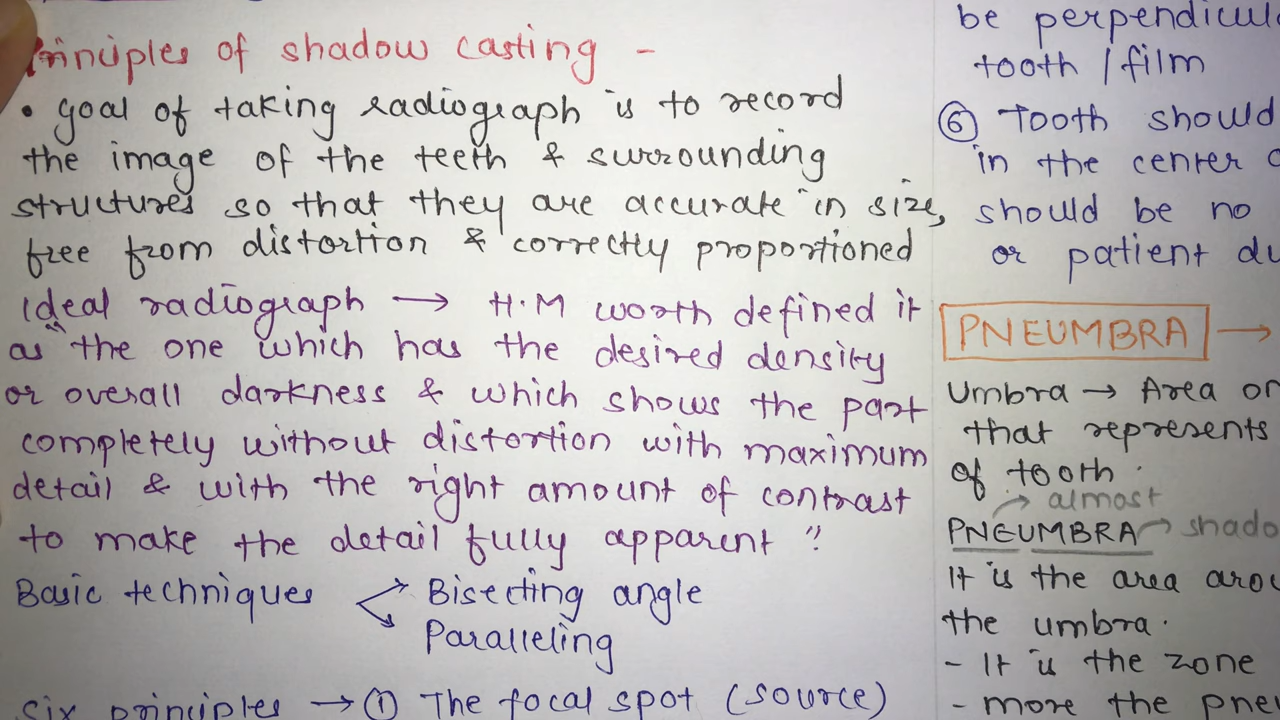 Principles of shadow casting -
• goal of taking radiograph is to record
the image of the teeth & surrounding
structures so that they are accurate in size,
free from distortion & correctly proportioned
Ideal radiograph → H.M worth defined it
as "the one which has the desired density
or overall darkness & which shows the part
completely without distortion with maximum
detail & with the right amount of contrast
to make the detail fully apparent "
Basic techniques < Bisecting angle
Paralleling
Six principles → ① The focal spot (source)
be perpendicul
tooth / film
⑥ Tooth should
in the center
should be no
or patient du
PNEUMBRA →
Umbra → Area on
that represents
of tooth.
→ almost
PNEUMBRA → shado
It is the area arou
the umbra.
- It is the zone
- more the pneu